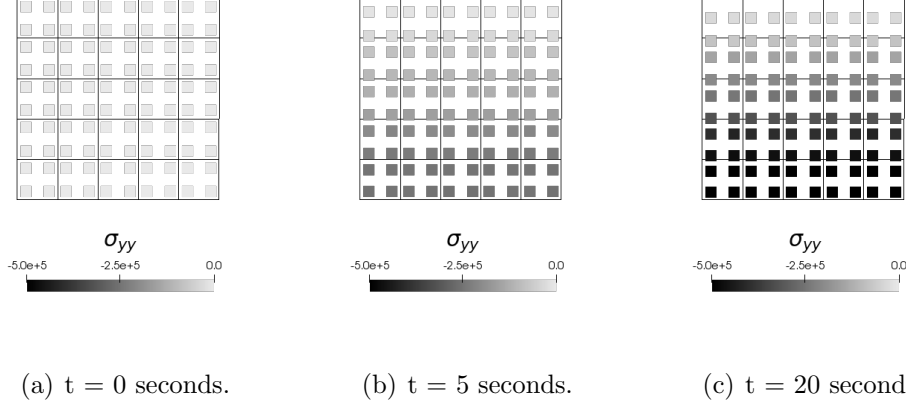 σyy σyy σyy
-5.0e+5 -2.5e+5 0.0 -5.0e+5 -2.5e+5 0.0 -5.0e+5 -2.5e+5 0.0
(a) t = 0 seconds. (b) t = 5 seconds. (c) t = 20 second